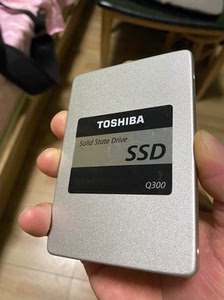 TOSHIBA
Solid State Drive
SSD
Q300